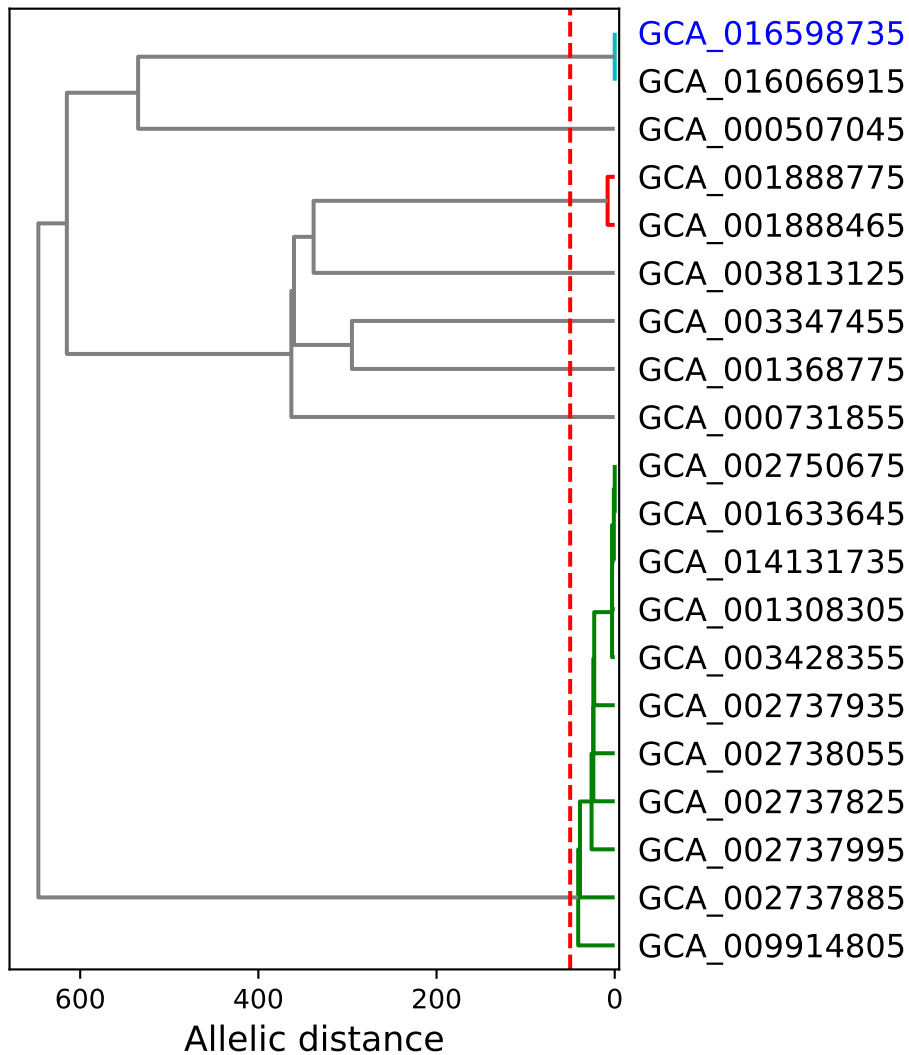 GCA_016598735
GCA_016066915
GCA_000507045
GCA_001888775
GCA_001888465
GCA_003813125
GCA_003347455
GCA_001368775
GCA_000731855
GCA_002750675
GCA_001633645
GCA_014131735
GCA_001308305
GCA_003428355
GCA_002737935
GCA_002738055
GCA_002737825
GCA_002737995
GCA_002737885
GCA_009914805
600 400 200 0
Allelic distance